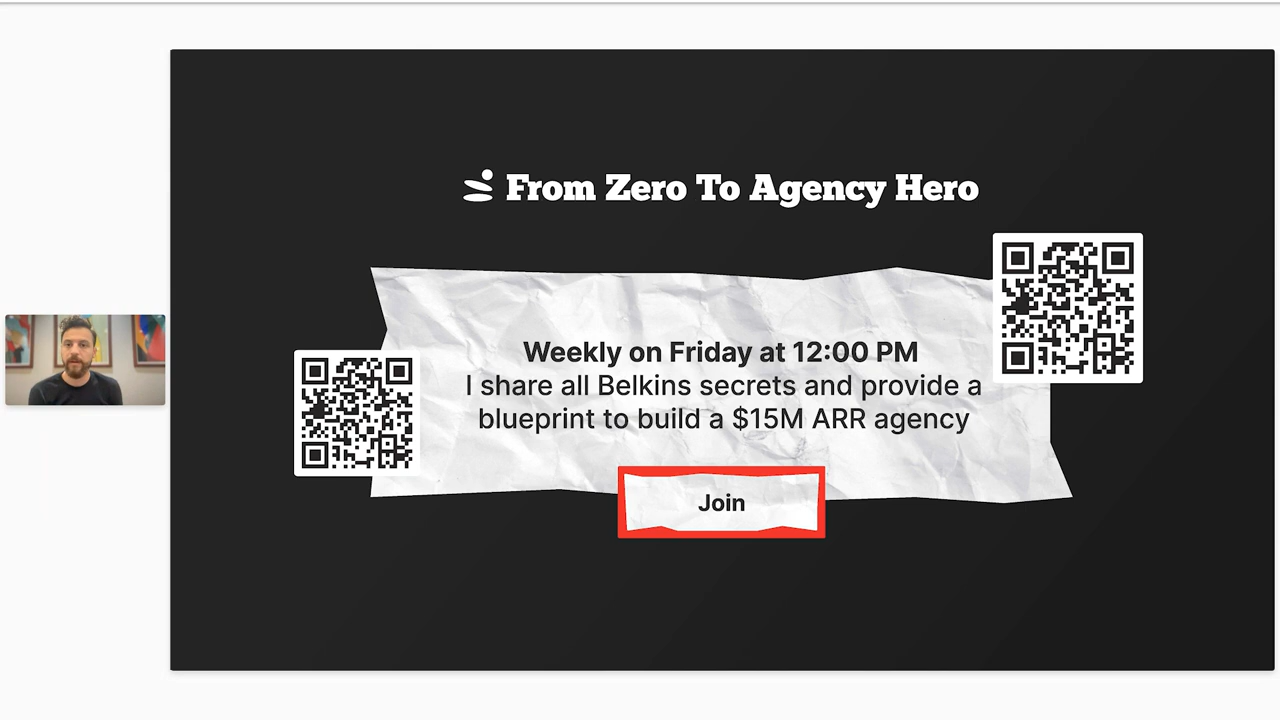 From Zero To Agency Hero
Weekly on Friday at 12:00 PM
I share all Belkins secrets and provide a
blueprint to build a $15M ARR agency
Join